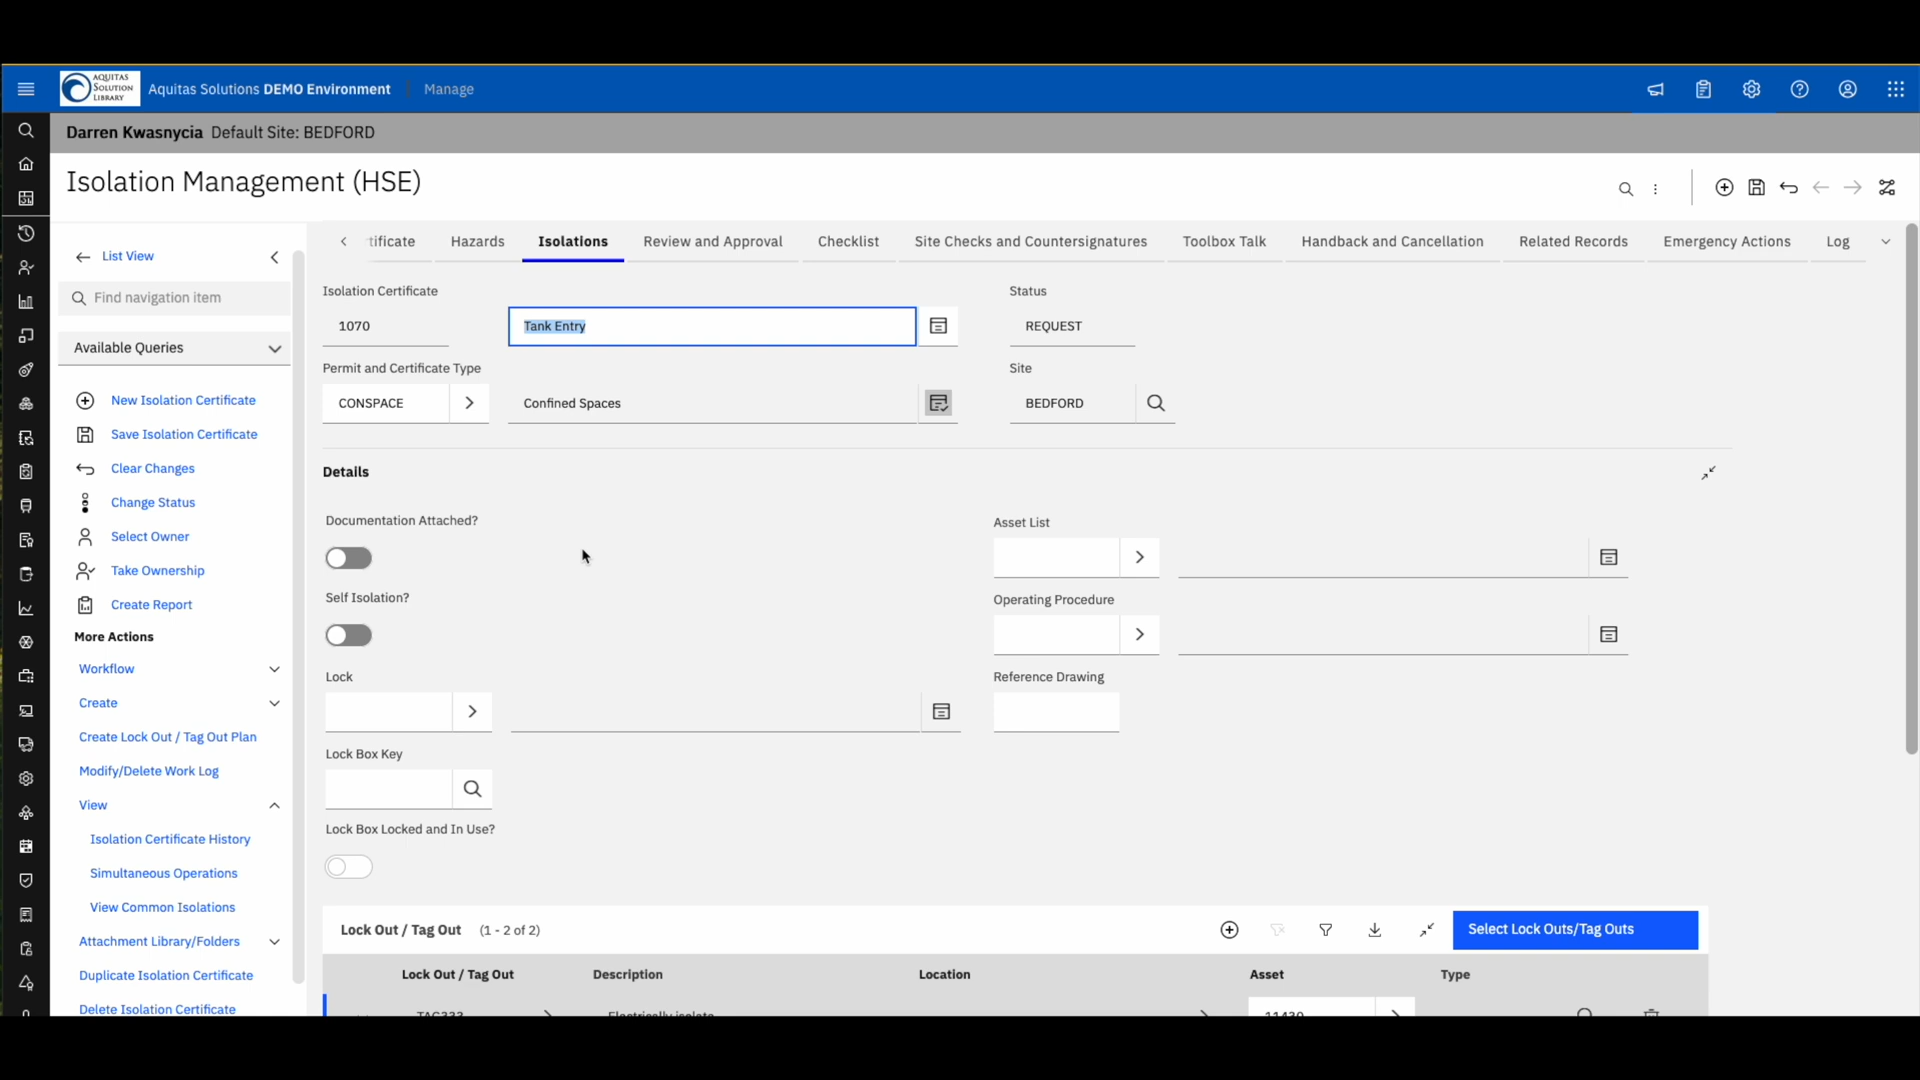 AQUITAS
SOLUTION
LIBRARY
Aquitas Solutions DEMO Environment
Manage
Darren Kwasnycia Default Site: BEDFORD
Isolation Management (HSE)
List View
Find navigation item
Available Queries
New Isolation Certificate
Save Isolation Certificate
Clear Changes
Change Status
Select Owner
Take Ownership
Create Report
More Actions
Workflow
Create
Create Lock Out / Tag Out Plan
Modify/Delete Work Log
View
Isolation Certificate History
Simultaneous Operations
View Common Isolations
Attachment Library/Folders
Duplicate Isolation Certificate
Delete Isolation Certificate
tificate Hazards Isolations Review and Approval Checklist Site Checks and Countersignatures Toolbox Talk Handback and Cancellation Related Records Emergency Actions Log
Isolation Certificate
Status
1070 Tank Entry
REQUEST
Permit and Certificate Type
Site
CONSPACE Confined Spaces
BEDFORD
Details
Documentation Attached?
Asset List
Self Isolation?
Operating Procedure
Lock
Reference Drawing
Lock Box Key
Lock Box Locked and In Use?
Lock Out / Tag Out (1 - 2 of 2)
Select Lock Outs/Tag Outs
Lock Out / Tag Out Description Location Asset Type
TAG333 Electrically isolate 11430